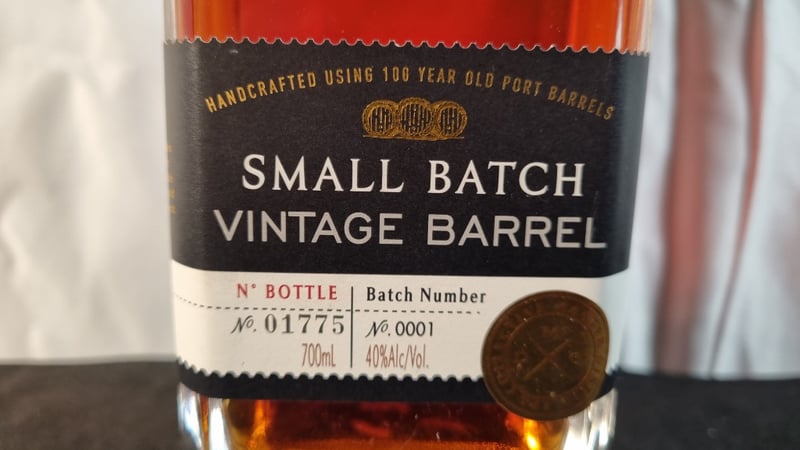 HANDCRAFTED USING 100 YEAR OLD PORT BARRELS
SMALL BATCH
VINTAGE BARREL
N° BOTTLE
No. 01775
700mL
Batch Number
No. 0001
40%Alc/Vol.